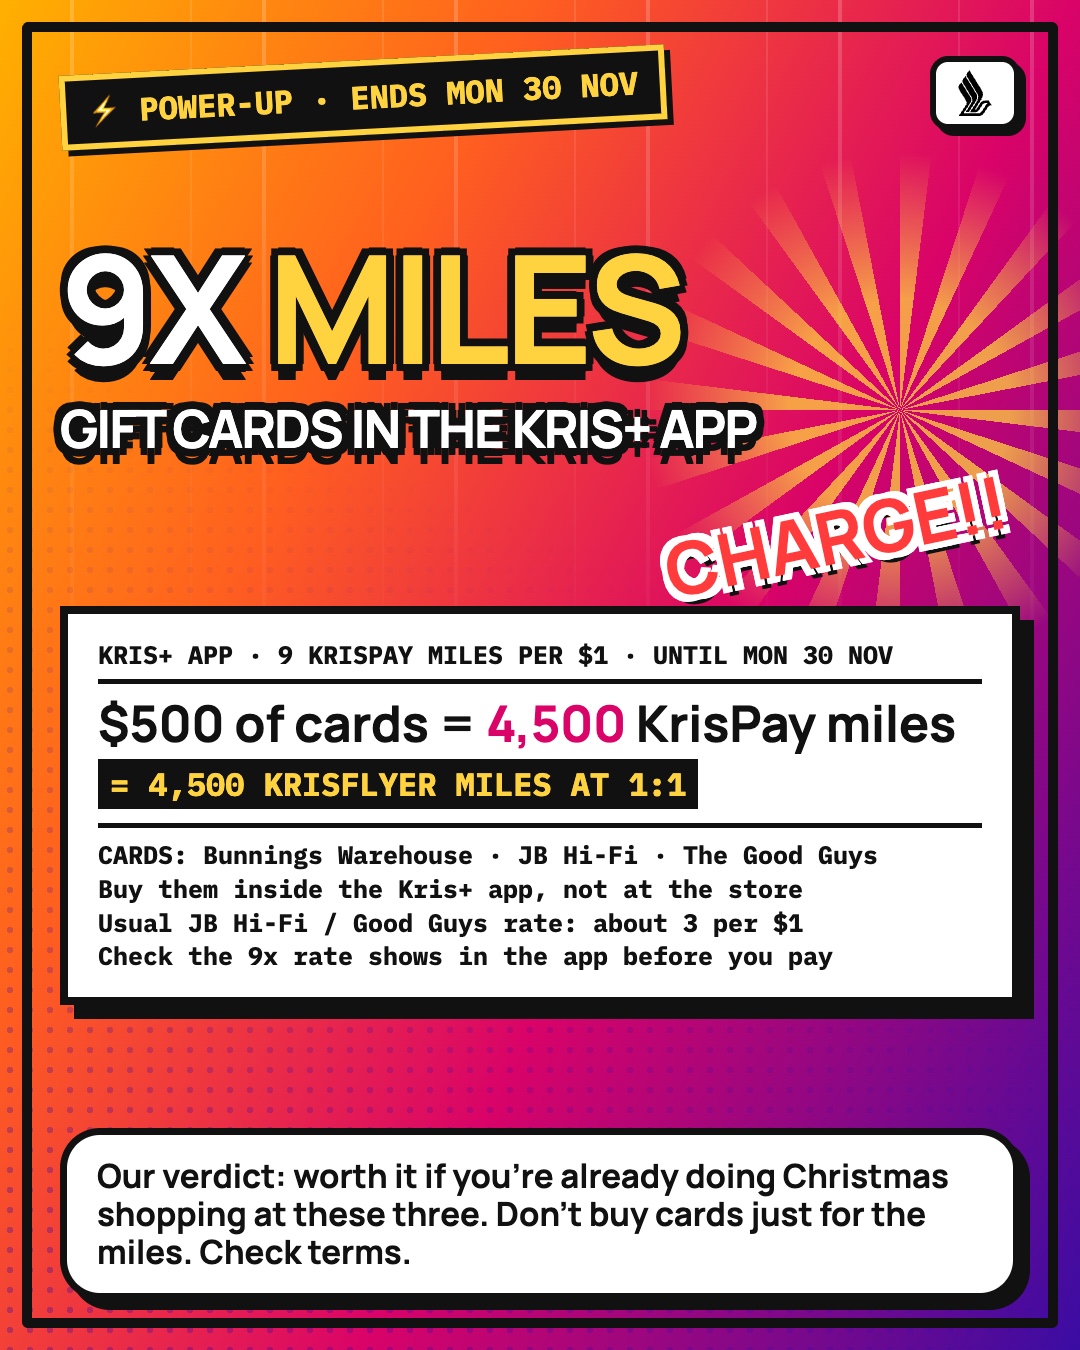 ⚡ POWER-UP · ENDS MON 30 NOV
9X MILES
GIFT CARDS IN THE KRIS+ APP
CHARGE!!
KRIS+ APP · 9 KRISPAY MILES PER $1 · UNTIL MON 30 NOV
$500 of cards = 4,500 KrisPay miles
= 4,500 KRISFLYER MILES AT 1:1
CARDS: Bunnings Warehouse · JB Hi-Fi · The Good Guys
Buy them inside the Kris+ app, not at the store
Usual JB Hi-Fi / Good Guys rate: about 3 per $1
Check the 9x rate shows in the app before you pay
Our verdict: worth it if you’re already doing Christmas
shopping at these three. Don’t buy cards just for the
miles. Check terms.